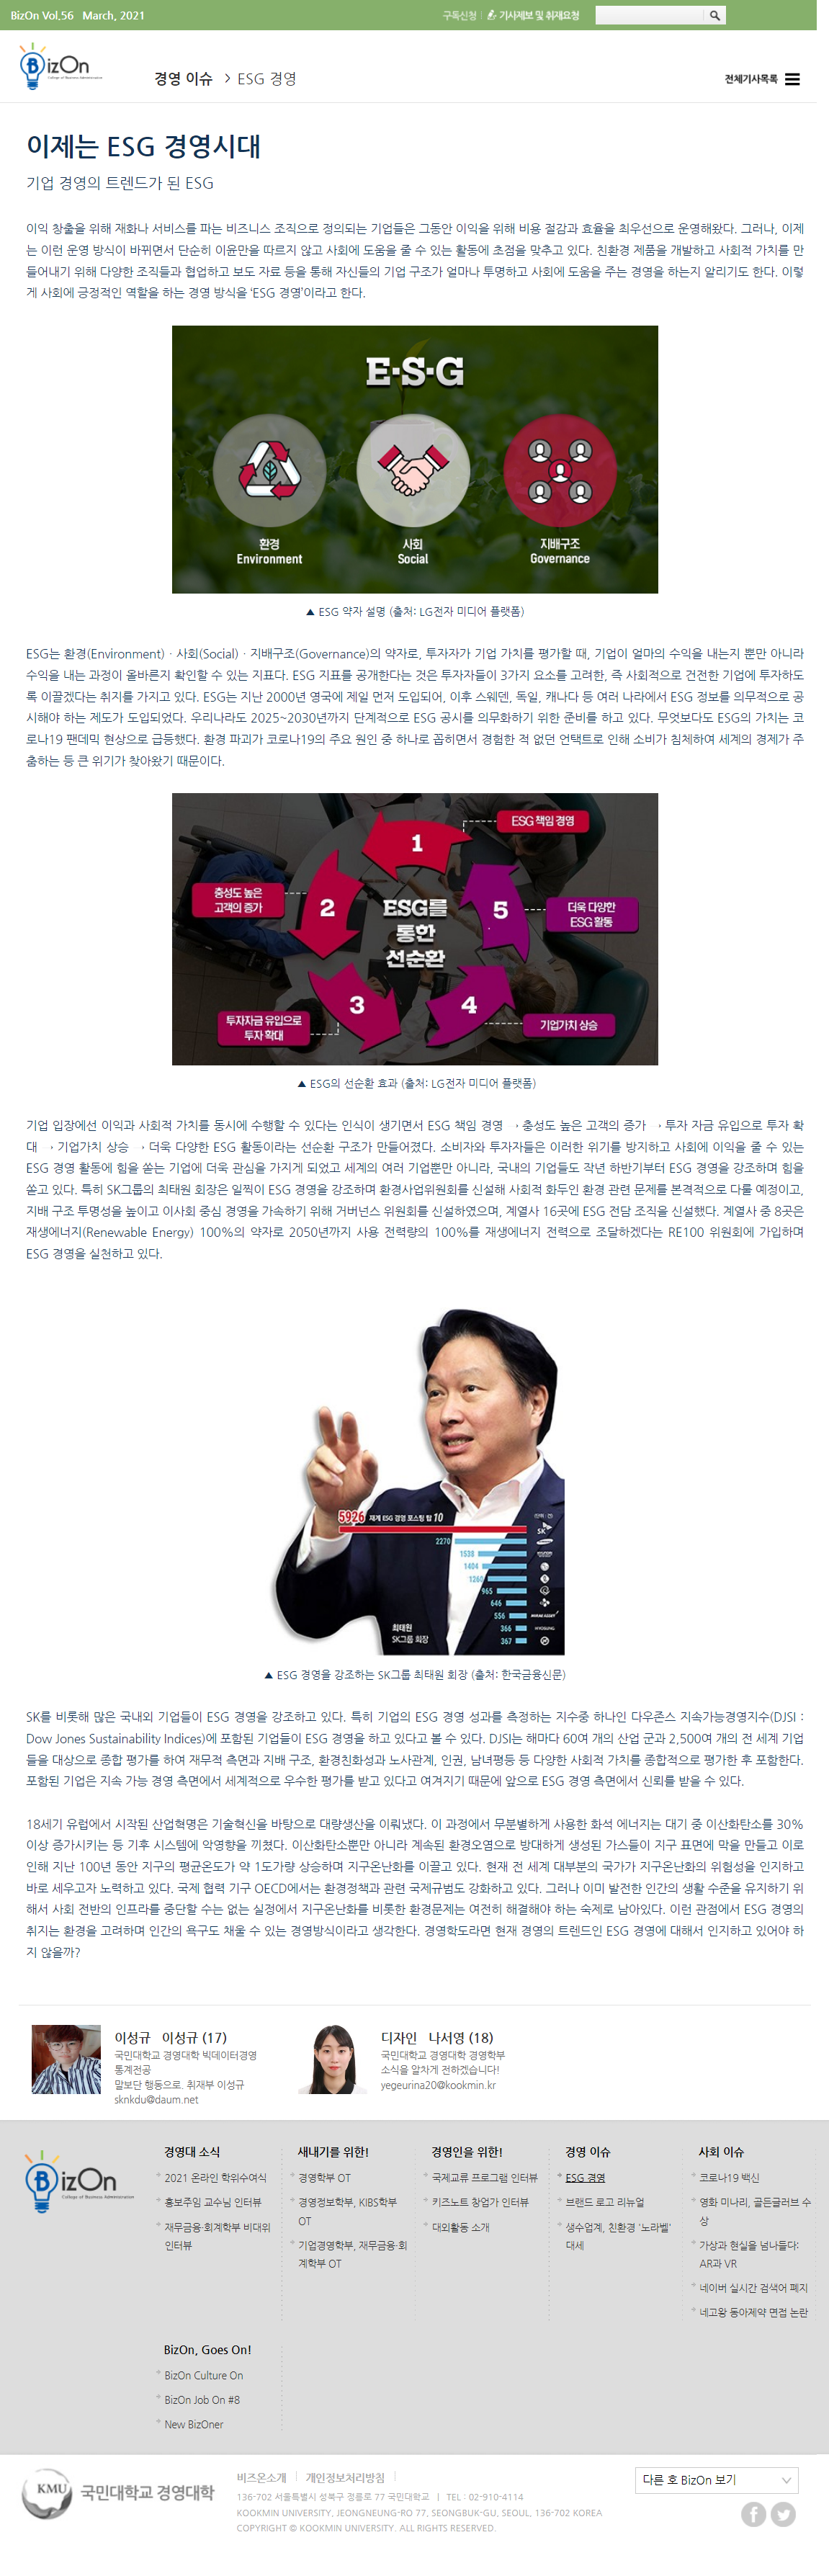 BizOn Vol.56 March, 2021
구독신청 기사제보 및 취재요청
BizOn
College of Business Administration
경영 이슈 > ESG 경영
전체기사목록
이제는 ESG 경영시대
기업 경영의 트렌드가 된 ESG
이익 창출을 위해 재화나 서비스를 파는 비즈니스 조직으로 정의되는 기업들은 그동안 이익을 위해 비용 절감과 효율을 최우선으로 운영해왔다. 그러나, 이제
는 이런 운영 방식이 바뀌면서 단순히 이윤만을 따르지 않고 사회에 도움을 줄 수 있는 활동에 초점을 맞추고 있다. 친환경 제품을 개발하고 사회적 가치를 만
들어내기 위해 다양한 조직들과 협업하고 보도 자료 등을 통해 자신들의 기업 구조가 얼마나 투명하고 사회에 도움을 주는 경영을 하는지 알리기도 한다. 이렇
게 사회에 긍정적인 역할을 하는 경영 방식을 ‘ESG 경영’이라고 한다.
E·S·G
환경 사회 지배구조
Environment Social Governance
▲ ESG 약자 설명 (출처: LG전자 미디어 플랫폼)
ESG는 환경(Environment)ㆍ사회(Social)ㆍ지배구조(Governance)의 약자로, 투자자가 기업 가치를 평가할 때, 기업이 얼마의 수익을 내는지 뿐만 아니라
수익을 내는 과정이 올바른지 확인할 수 있는 지표다. ESG 지표를 공개한다는 것은 투자자들이 3가지 요소를 고려한, 즉 사회적으로 건전한 기업에 투자하도
록 이끌겠다는 취지를 가지고 있다. ESG는 지난 2000년 영국에 제일 먼저 도입되어, 이후 스웨덴, 독일, 캐나다 등 여러 나라에서 ESG 정보를 의무적으로 공
시해야 하는 제도가 도입되었다. 우리나라도 2025~2030년까지 단계적으로 ESG 공시를 의무화하기 위한 준비를 하고 있다. 무엇보다도 ESG의 가치는 코
로나19 팬데믹 현상으로 급등했다. 환경 파괴가 코로나19의 주요 원인 중 하나로 꼽히면서 경험한 적 없던 언택트로 인해 소비가 침체하여 세계의 경제가 주
춤하는 등 큰 위기가 찾아왔기 때문이다.
1 ESG 책임 경영
2 충성도 높은
고객의 증가
ESG를
통한
선순환
5 더욱 다양한
ESG 활동
3 투자자금 유입으로
투자 확대
4 기업가치 상승
▲ ESG의 선순환 효과 (출처: LG전자 미디어 플랫폼)
기업 입장에선 이익과 사회적 가치를 동시에 수행할 수 있다는 인식이 생기면서 ESG 책임 경영 → 충성도 높은 고객의 증가 → 투자 자금 유입으로 투자 확
대 → 기업가치 상승 → 더욱 다양한 ESG 활동이라는 선순환 구조가 만들어졌다. 소비자와 투자자들은 이러한 위기를 방지하고 사회에 이익을 줄 수 있는
ESG 경영 활동에 힘을 쏟는 기업에 더욱 관심을 가지게 되었고 세계의 여러 기업뿐만 아니라, 국내의 기업들도 작년 하반기부터 ESG 경영을 강조하며 힘을
쏟고 있다. 특히 SK그룹의 최태원 회장은 일찍이 ESG 경영을 강조하며 환경사업위원회를 신설해 사회적 화두인 환경 관련 문제를 본격적으로 다룰 예정이고,
지배 구조 투명성을 높이고 이사회 중심 경영을 가속하기 위해 거버넌스 위원회를 신설하였으며, 계열사 16곳에 ESG 전담 조직을 신설했다. 계열사 중 8곳은
재생에너지(Renewable Energy) 100%의 약자로 2050년까지 사용 전력량의 100%를 재생에너지 전력으로 조달하겠다는 RE100 위원회에 가입하며
ESG 경영을 실천하고 있다.
5926 재계 ESG 경영 포스팅 톱 10
SK
2270
1538
1404
1260
965
646
556 MIRAE ASSET
366 HYOSUNG
367
최태원
SK그룹 회장
▲ ESG 경영을 강조하는 SK그룹 최태원 회장 (출처: 한국금융신문)
SK를 비롯해 많은 국내외 기업들이 ESG 경영을 강조하고 있다. 특히 기업의 ESG 경영 성과를 측정하는 지수중 하나인 다우존스 지속가능경영지수(DJSI :
Dow Jones Sustainability Indices)에 포함된 기업들이 ESG 경영을 하고 있다고 볼 수 있다. DJSI는 해마다 60여 개의 산업 군과 2,500여 개의 전 세계 기업
들을 대상으로 종합 평가를 하여 재무적 측면과 지배 구조, 환경친화성과 노사관계, 인권, 남녀평등 등 다양한 사회적 가치를 종합적으로 평가한 후 포함한다.
포함된 기업은 지속 가능 경영 측면에서 세계적으로 우수한 평가를 받고 있다고 여겨지기 때문에 앞으로 ESG 경영 측면에서 신뢰를 받을 수 있다.
18세기 유럽에서 시작된 산업혁명은 기술혁신을 바탕으로 대량생산을 이뤄냈다. 이 과정에서 무분별하게 사용한 화석 에너지는 대기 중 이산화탄소를 30%
이상 증가시키는 등 기후 시스템에 악영향을 끼쳤다. 이산화탄소뿐만 아니라 계속된 환경오염으로 방대하게 생성된 가스들이 지구 표면에 막을 만들고 이로
인해 지난 100년 동안 지구의 평균온도가 약 1도가량 상승하며 지구온난화를 이끌고 있다. 현재 전 세계 대부분의 국가가 지구온난화의 위험성을 인지하고
바로 세우고자 노력하고 있다. 국제 협력 기구 OECD에서는 환경정책과 관련 국제규범도 강화하고 있다. 그러나 이미 발전한 인간의 생활 수준을 유지하기 위
해서 사회 전반의 인프라를 중단할 수는 없는 실정에서 지구온난화를 비롯한 환경문제는 여전히 해결해야 하는 숙제로 남아있다. 이런 관점에서 ESG 경영의
취지는 환경을 고려하며 인간의 욕구도 채울 수 있는 경영방식이라고 생각한다. 경영학도라면 현재 경영의 트렌드인 ESG 경영에 대해서 인지하고 있어야 하
지 않을까?
이성규 이성규 (17)
국민대학교 경영대학 빅데이터경영
통계전공
말보단 행동으로. 취재부 이성규
sknkdu@daum.net
디자인 나서영 (18)
국민대학교 경영대학 경영학부
소식을 알차게 전하겠습니다!
yegeurina20@kookmin.kr
BizOn
College of Business Administration
경영대 소식
2021 온라인 학위수여식
홍보주임 교수님 인터뷰
재무금융·회계학부 비대위
인터뷰
새내기를 위한!
경영학부 OT
경영정보학부, KIBS학부
OT
기업경영학부, 재무금융·회
계학부 OT
경영인을 위한!
국제교류 프로그램 인터뷰
키즈노트 창업가 인터뷰
대외활동 소개
경영 이슈
ESG 경영
브랜드 로고 리뉴얼
생수업계, 친환경 '노라벨'
대세
사회 이슈
코로나19 백신
영화 미나리, 골든글러브 수
상
가상과 현실을 넘나들다:
AR과 VR
네이버 실시간 검색어 폐지
네고왕 동아제약 면접 논란
BizOn, Goes On!
BizOn Culture On
BizOn Job On #8
New BizOner
KMU 국민대학교 경영대학
비즈온소개 개인정보처리방침
136-702 서울특별시 성북구 정릉로 77 국민대학교 | TEL : 02-910-4114
KOOKMIN UNIVERSITY, JEONGNEUNG-RO 77, SEONGBUK-GU, SEOUL, 136-702 KOREA
COPYRIGHT © KOOKMIN UNIVERSITY. ALL RIGHTS RESERVED.
다른 호 BizOn 보기